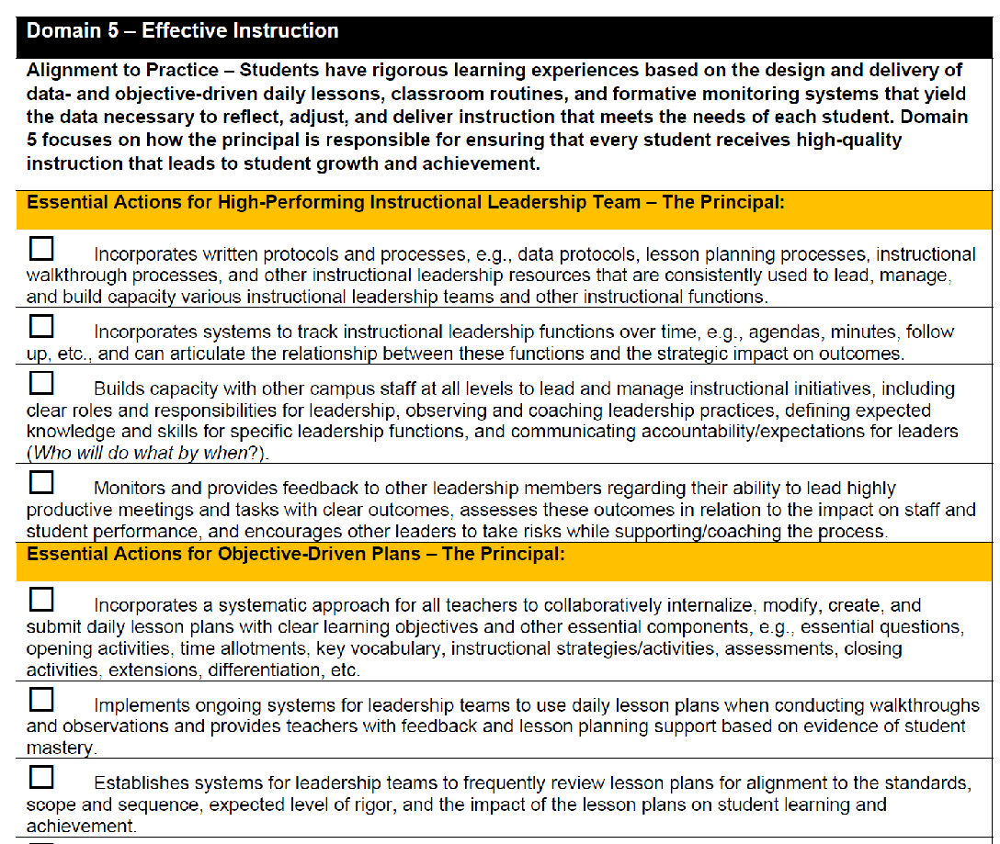 Domain 5 – Effective Instruction
Alignment to Practice – Students have rigorous learning experiences based on the design and delivery of
data- and objective-driven daily lessons, classroom routines, and formative monitoring systems that yield
the data necessary to reflect, adjust, and deliver instruction that meets the needs of each student. Domain
5 focuses on how the principal is responsible for ensuring that every student receives high-quality
instruction that leads to student growth and achievement.
Essential Actions for High-Performing Instructional Leadership Team – The Principal:
☐ Incorporates written protocols and processes, e.g., data protocols, lesson planning processes, instructional
walkthrough processes, and other instructional leadership resources that are consistently used to lead, manage,
and build capacity various instructional leadership teams and other instructional functions.
☐ Incorporates systems to track instructional leadership functions over time, e.g., agendas, minutes, follow
up, etc., and can articulate the relationship between these functions and the strategic impact on outcomes.
☐ Builds capacity with other campus staff at all levels to lead and manage instructional initiatives, including
clear roles and responsibilities for leadership, observing and coaching leadership practices, defining expected
knowledge and skills for specific leadership functions, and communicating accountability/expectations for leaders
(Who will do what by when?).
☐ Monitors and provides feedback to other leadership members regarding their ability to lead highly
productive meetings and tasks with clear outcomes, assesses these outcomes in relation to the impact on staff and
student performance, and encourages other leaders to take risks while supporting/coaching the process.
Essential Actions for Objective-Driven Plans – The Principal:
☐ Incorporates a systematic approach for all teachers to collaboratively internalize, modify, create, and
submit daily lesson plans with clear learning objectives and other essential components, e.g., essential questions,
opening activities, time allotments, key vocabulary, instructional strategies/activities, assessments, closing
activities, extensions, differentiation, etc.
☐ Implements ongoing systems for leadership teams to use daily lesson plans when conducting walkthroughs
and observations and provides teachers with feedback and lesson planning support based on evidence of student
mastery.
☐ Establishes systems for leadership teams to frequently review lesson plans for alignment to the standards,
scope and sequence, expected level of rigor, and the impact of the lesson plans on student learning and
achievement.